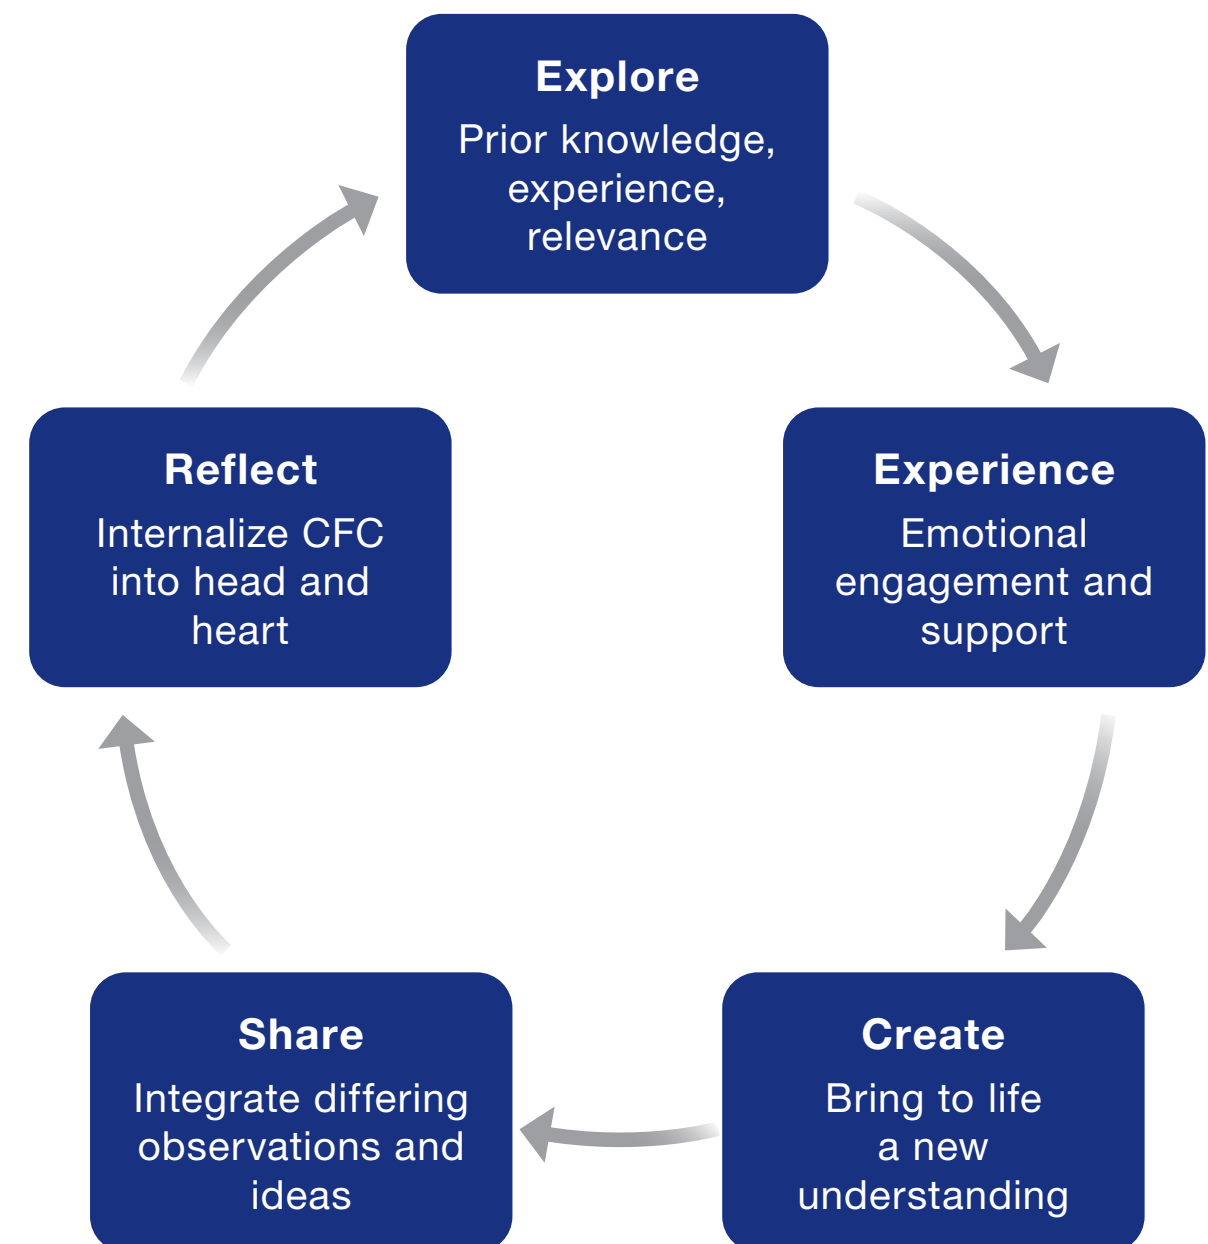 Explore
Prior knowledge,
experience,
relevance
Experience
Emotional
engagement and
support
Create
Bring to life
a new
understanding
Share
Integrate differing
observations and
ideas
Reflect
Internalize CFC
into head and
heart